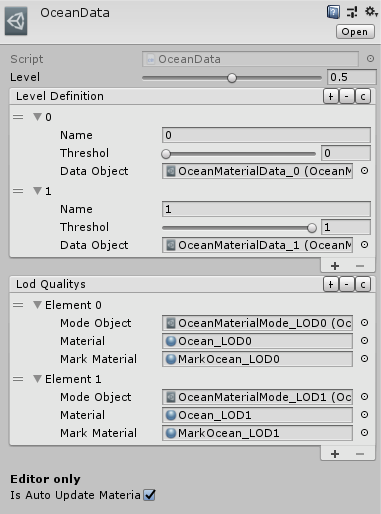 OceanData
Open
Script OceanData
Level 0.5
Level Definition + - c
0
Name 0
Threshol 0
Data Object OceanMaterialData_0 (OceanM
1
Name 1
Threshol 1
Data Object OceanMaterialData_1 (OceanM
+ -
Lod Qualitys + - c
Element 0
Mode Object OceanMaterialMode_LOD0 (Oc
Material Ocean_LOD0
Mark Material MarkOcean_LOD0
Element 1
Mode Object OceanMaterialMode_LOD1 (Oc
Material Ocean_LOD1
Mark Material MarkOcean_LOD1
+ -
Editor only
Is Auto Update Materia